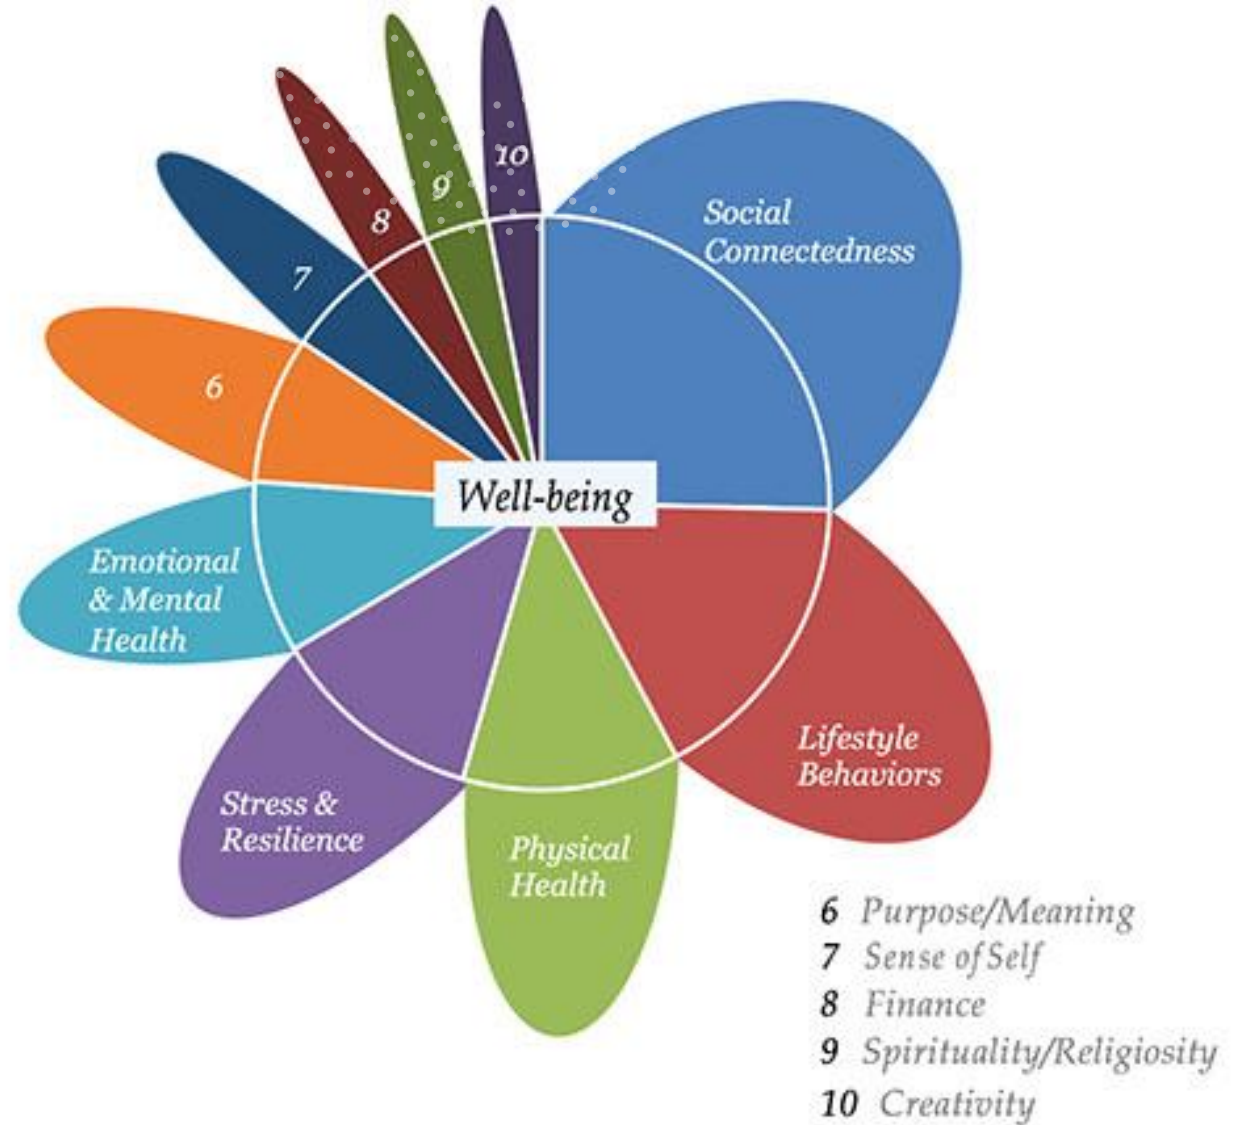 10
9
8
7
6
Social
Connectedness
Well-being
Emotional
& Mental
Health
Lifestyle
Behaviors
Stress &
Resilience
Physical
Health
6 Purpose/Meaning
7 Sense of Self
8 Finance
9 Spirituality/Religiosity
10 Creativity